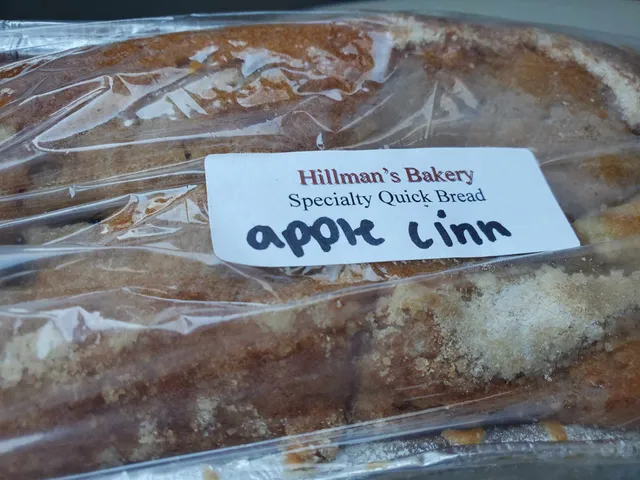 Hillman's Bakery
Specialty Quick Bread
apple cinn